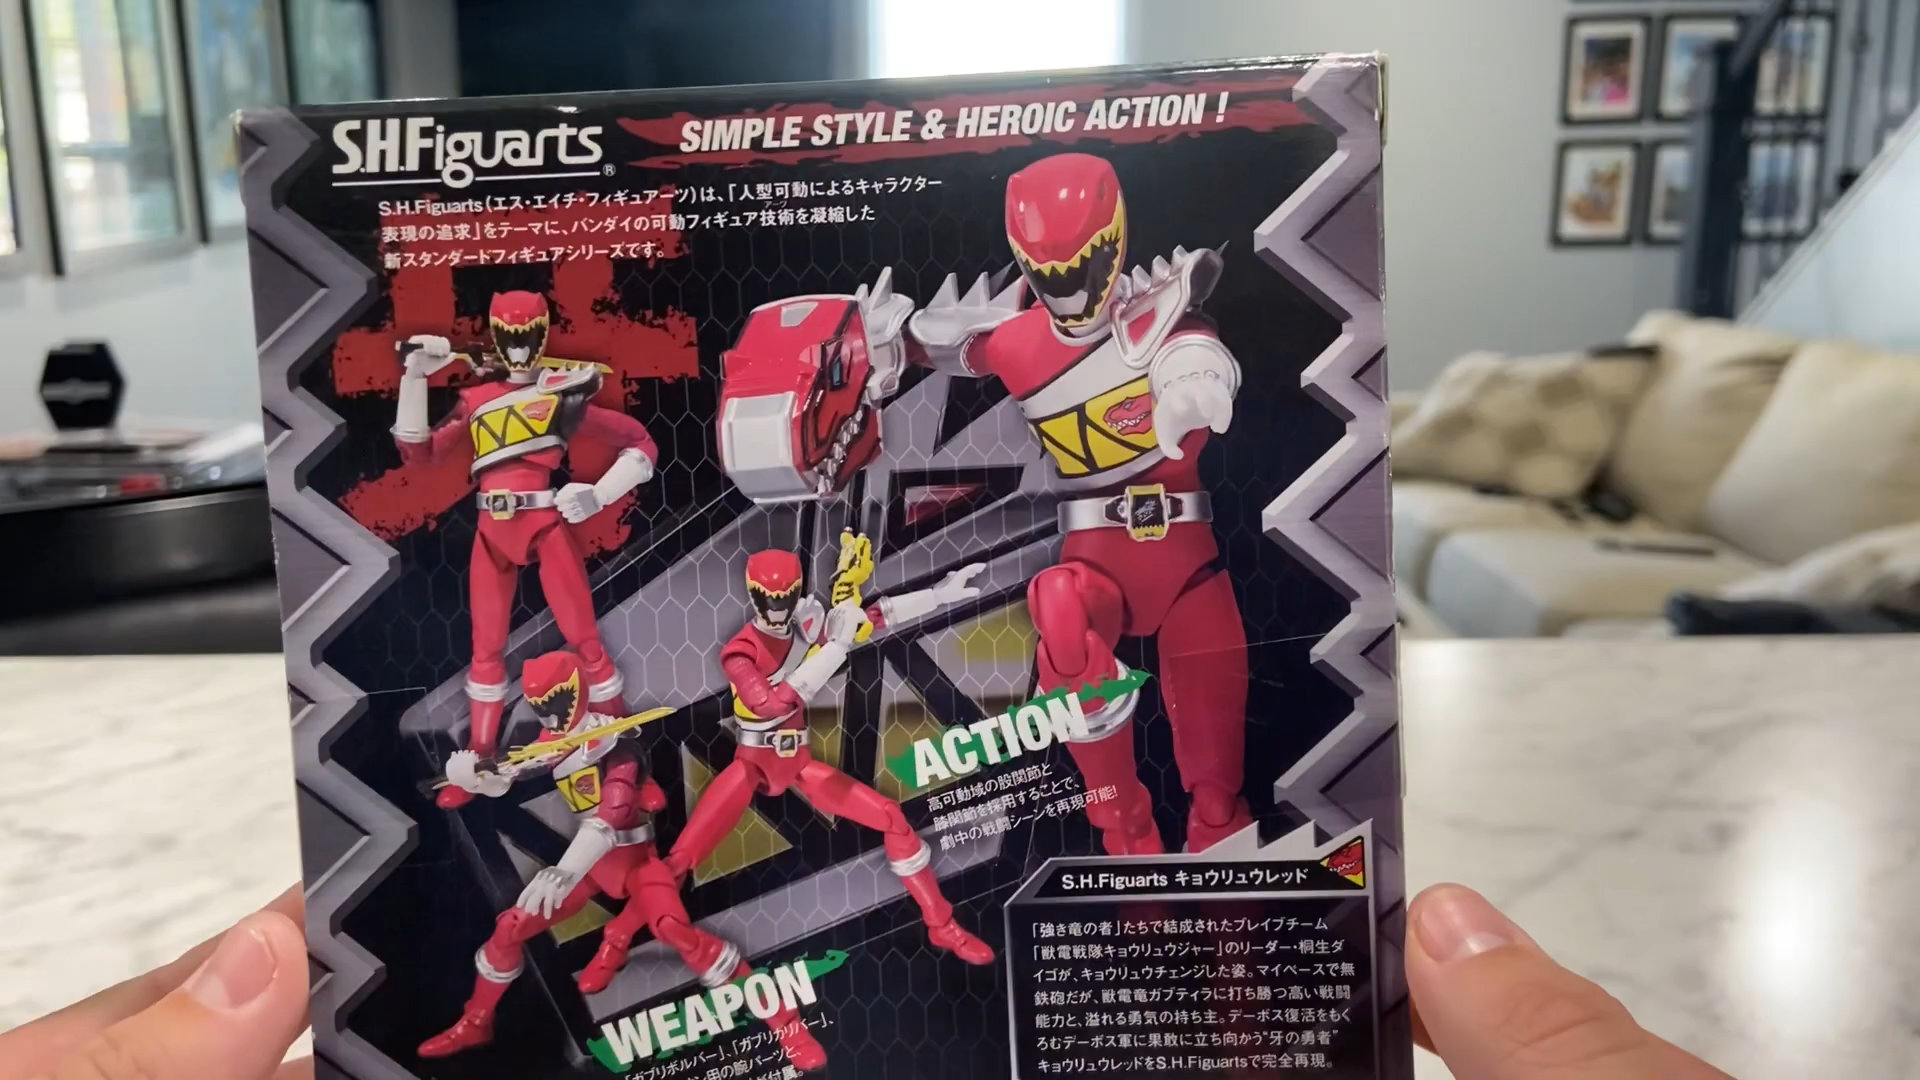 S.H.Figuarts®
SIMPLE STYLE & HEROIC ACTION !
S.H.Figuarts(エス・エイチ・フィギュアーツ)は、「人型可動によるキャラクター
表現の追求」をテーマに、バンダイの可動フィギュア技術を凝縮した
新スタンダードフィギュアシリーズです。
ACTION
高可動域の股関節と
膝関節を採用することで、
劇中の戦闘シーンを再現可能!
WEAPON
「ガブリボルバー」、「ガブリカリバー」、
用の腕パーツと、
が付属。
S.H.Figuarts キョウリュウレッド
「強き竜の者」たちで結成されたブレイブチーム
「獣電戦隊キョウリュウジャー」のリーダー・桐生ダ
イゴが、キョウリュウチェンジした姿。マイペースで無
鉄砲だが、獣電竜ガブティラに打ち勝つ高い戦闘
能力と、溢れる勇気の持ち主。デーボス復活をもく
ろむデーボス軍に果敢に立ち向かう“牙の勇者”
キョウリュウレッドをS.H.Figuartsで完全再現。